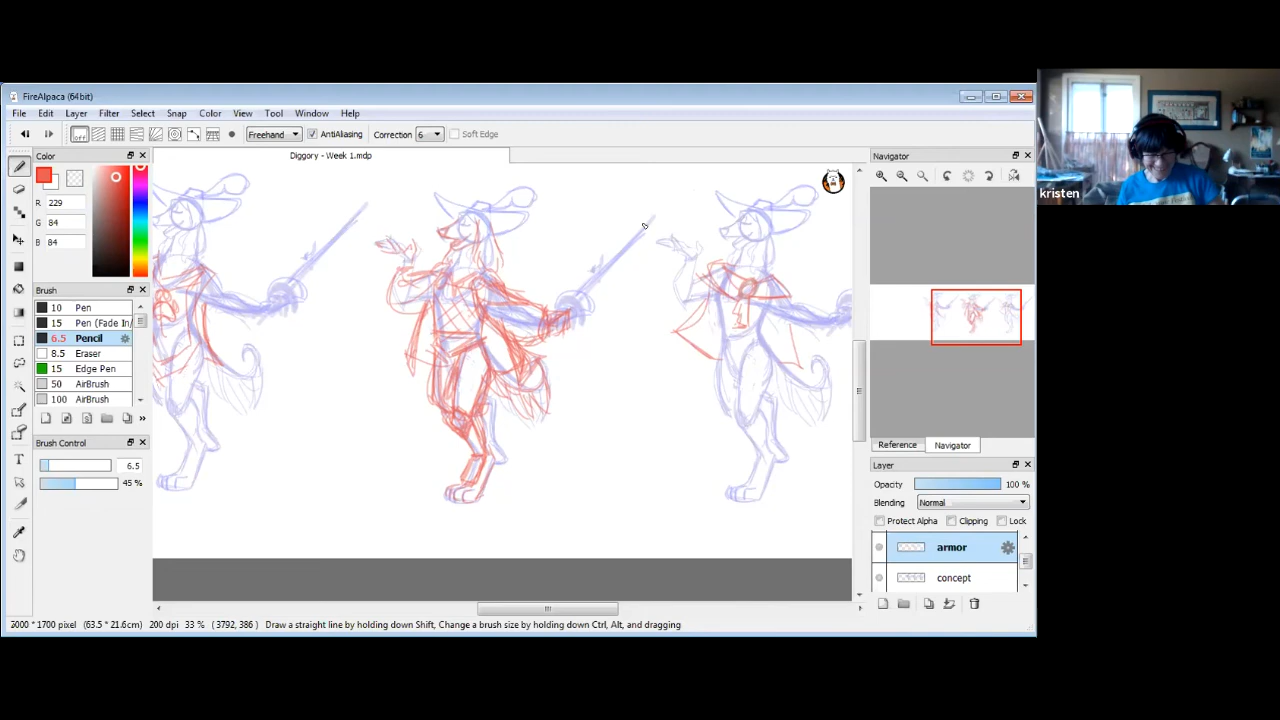 FireAlpaca (64bit)
File Edit Layer Filter Select Snap Color View Tool Window Help
off Freehand AntiAliasing Correction 6 Soft Edge
Color Diggory - Week 1.mdp Navigator
kristen
R 229
G 84
B 84
Brush
10 Pen
15 Pen (Fade In/
6.5 Pencil
8.5 Eraser
15 Edge Pen
50 AirBrush
100 AirBrush
Brush Control
6.5
45 %
Reference Navigator
Layer
Opacity 100 %
Blending Normal
Protect Alpha Clipping Lock
armor
concept
5000 * 1700 pixel (63.5 * 21.6cm) 200 dpi 33 % ( 3792, 386 ) Draw a straight line by holding down Shift, Change a brush size by holding down Ctrl, Alt, and dragging